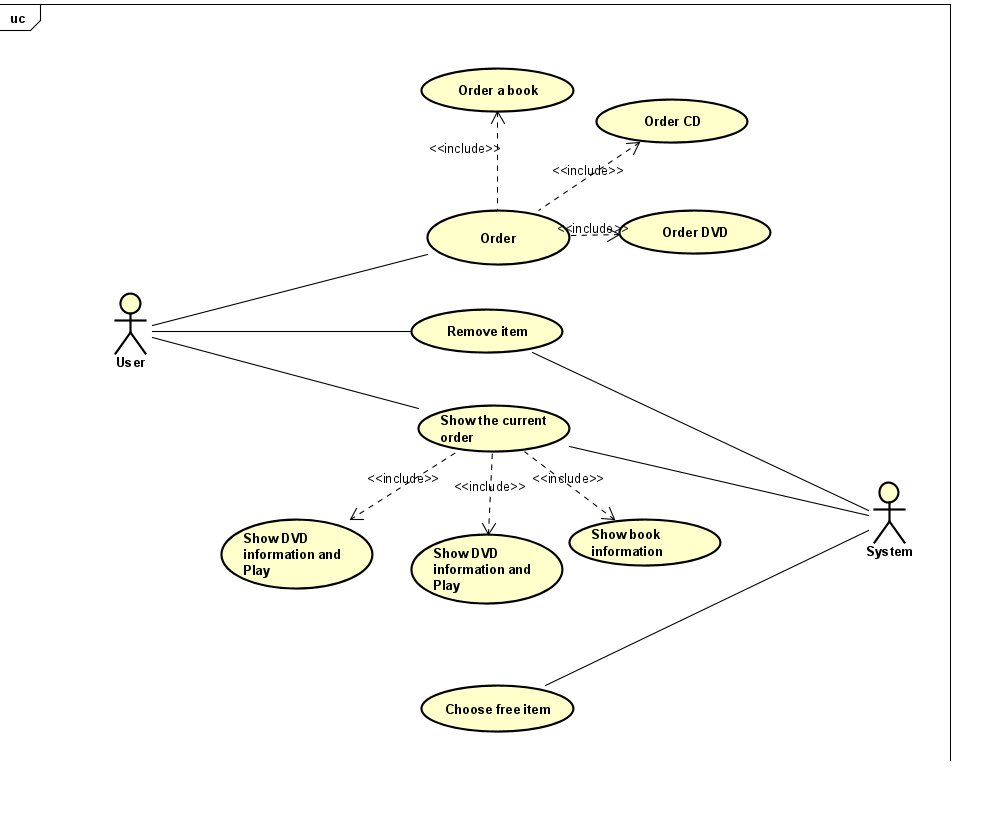 uc
Order a book
Order CD
<<include>>
<<include>>
Order
<<include>>
Order DVD
User
Remove item
Show the current
order
<<include>>
<<include>>
<<include>>
Show DVD
information and
Play
Show DVD
information and
Play
Show book
information
System
Choose free item